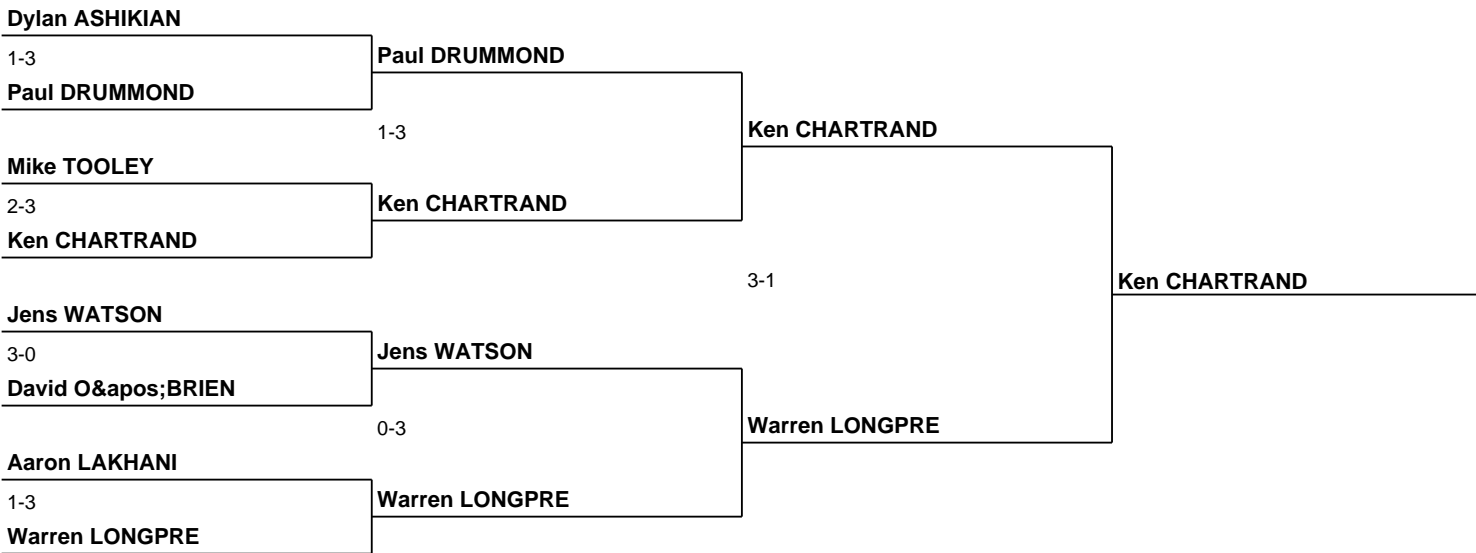 Dylan ASHIKIAN
1-3
Paul DRUMMOND
Paul DRUMMOND
1-3
Ken CHARTRAND
Mike TOOLEY
2-3
Ken CHARTRAND
Ken CHARTRAND
3-1
Ken CHARTRAND
Jens WATSON
3-0
Jens WATSON
David O&apos;BRIEN
0-3
Warren LONGPRE
Aaron LAKHANI
1-3
Warren LONGPRE
Warren LONGPRE